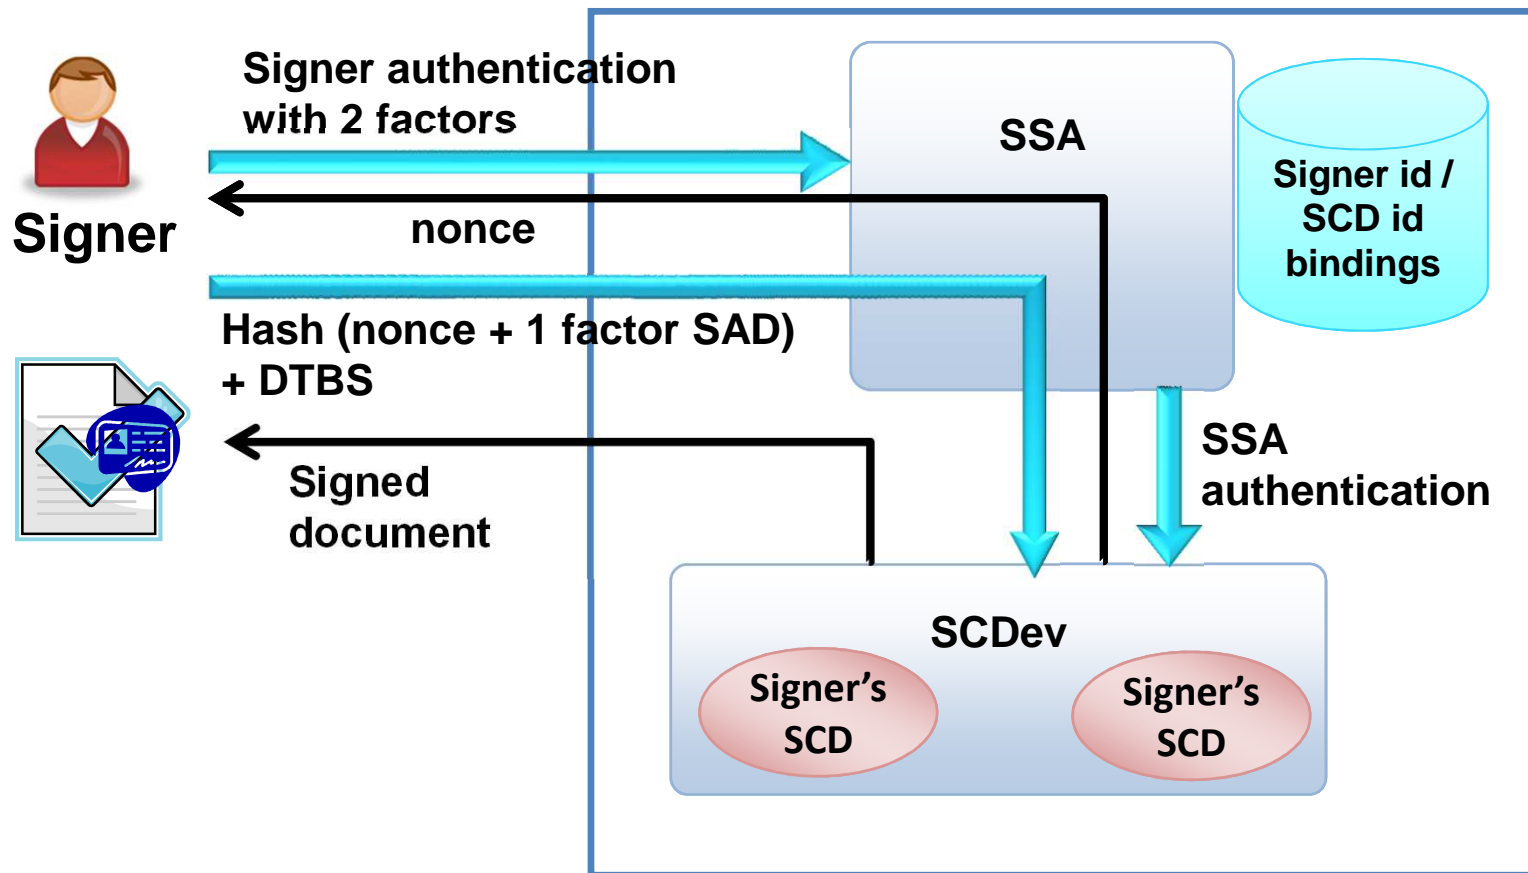 Signer authentication
with 2 factors
SSA
Signer id /
SCD id
bindings
Signer
nonce
Hash (nonce + 1 factor SAD)
+ DTBS
SSA
authentication
Signed
document
SCDev
Signer’s
SCD
Signer’s
SCD